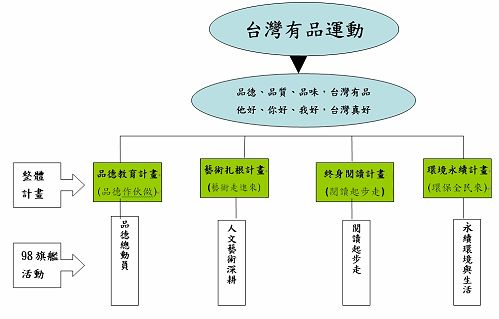 台灣有品運動
品德、品質、品味，台灣有品
他好、你好、我好，台灣真好
整體
計畫
品德教育計畫
(品德作伙做)
藝術扎根計畫
(藝術走進來)
終身閱讀計畫
(閱讀起步走)
環境永續計畫
(環保全民來)
98旗艦
活動
品德總動員
人文藝術深耕
閱讀起步走
永續環境與生活